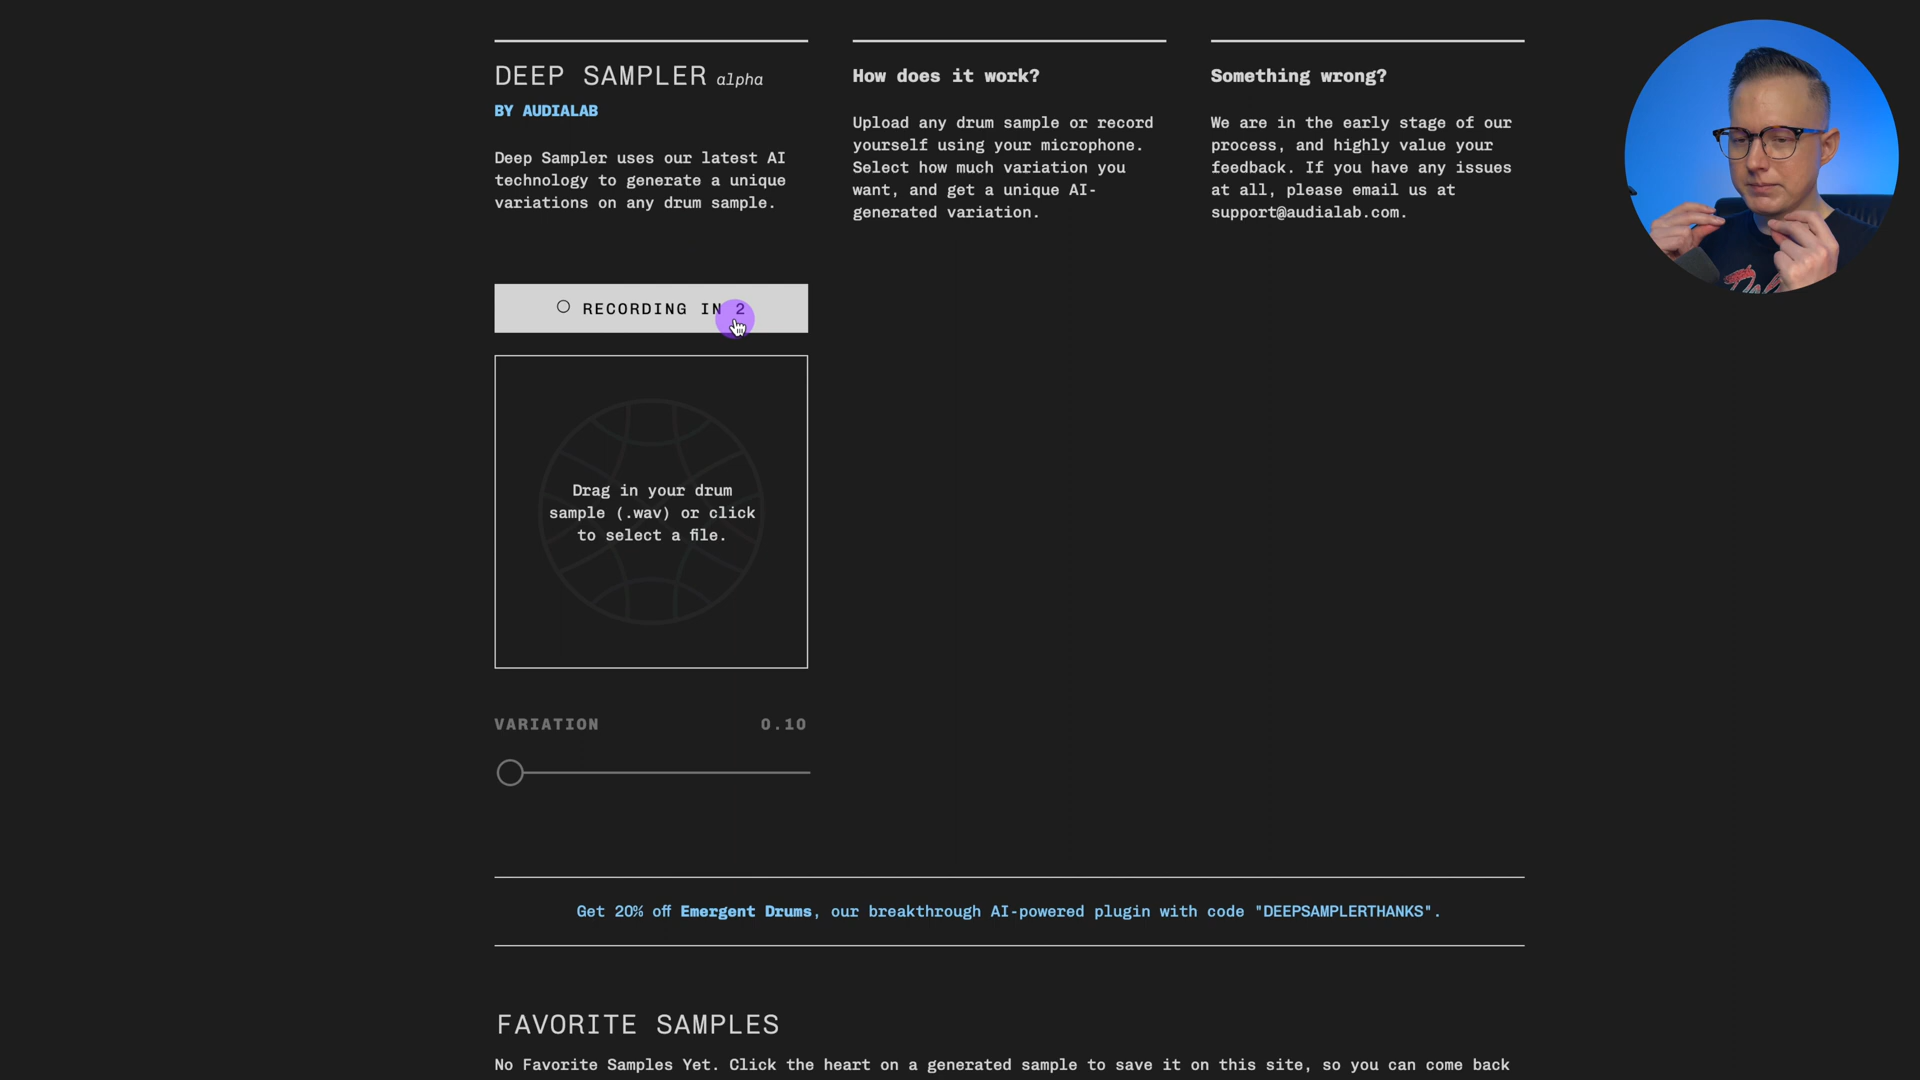 DEEP SAMPLER alpha
BY AUDIALAB
Deep Sampler uses our latest AI
technology to generate a unique
variations on any drum sample.
How does it work?
Upload any drum sample or record
yourself using your microphone.
Select how much variation you
want, and get a unique AI-
generated variation.
Something wrong?
We are in the early stage of our
process, and highly value your
feedback. If you have any issues
at all, please email us at
support@audialab.com.
RECORDING IN 2
Drag in your drum
sample (.wav) or click
to select a file.
VARIATION 0.10
Get 20% off Emergent Drums, our breakthrough AI-powered plugin with code "DEEPSAMPLERTHANKS".
FAVORITE SAMPLES
No Favorite Samples Yet. Click the heart on a generated sample to save it on this site, so you can come back